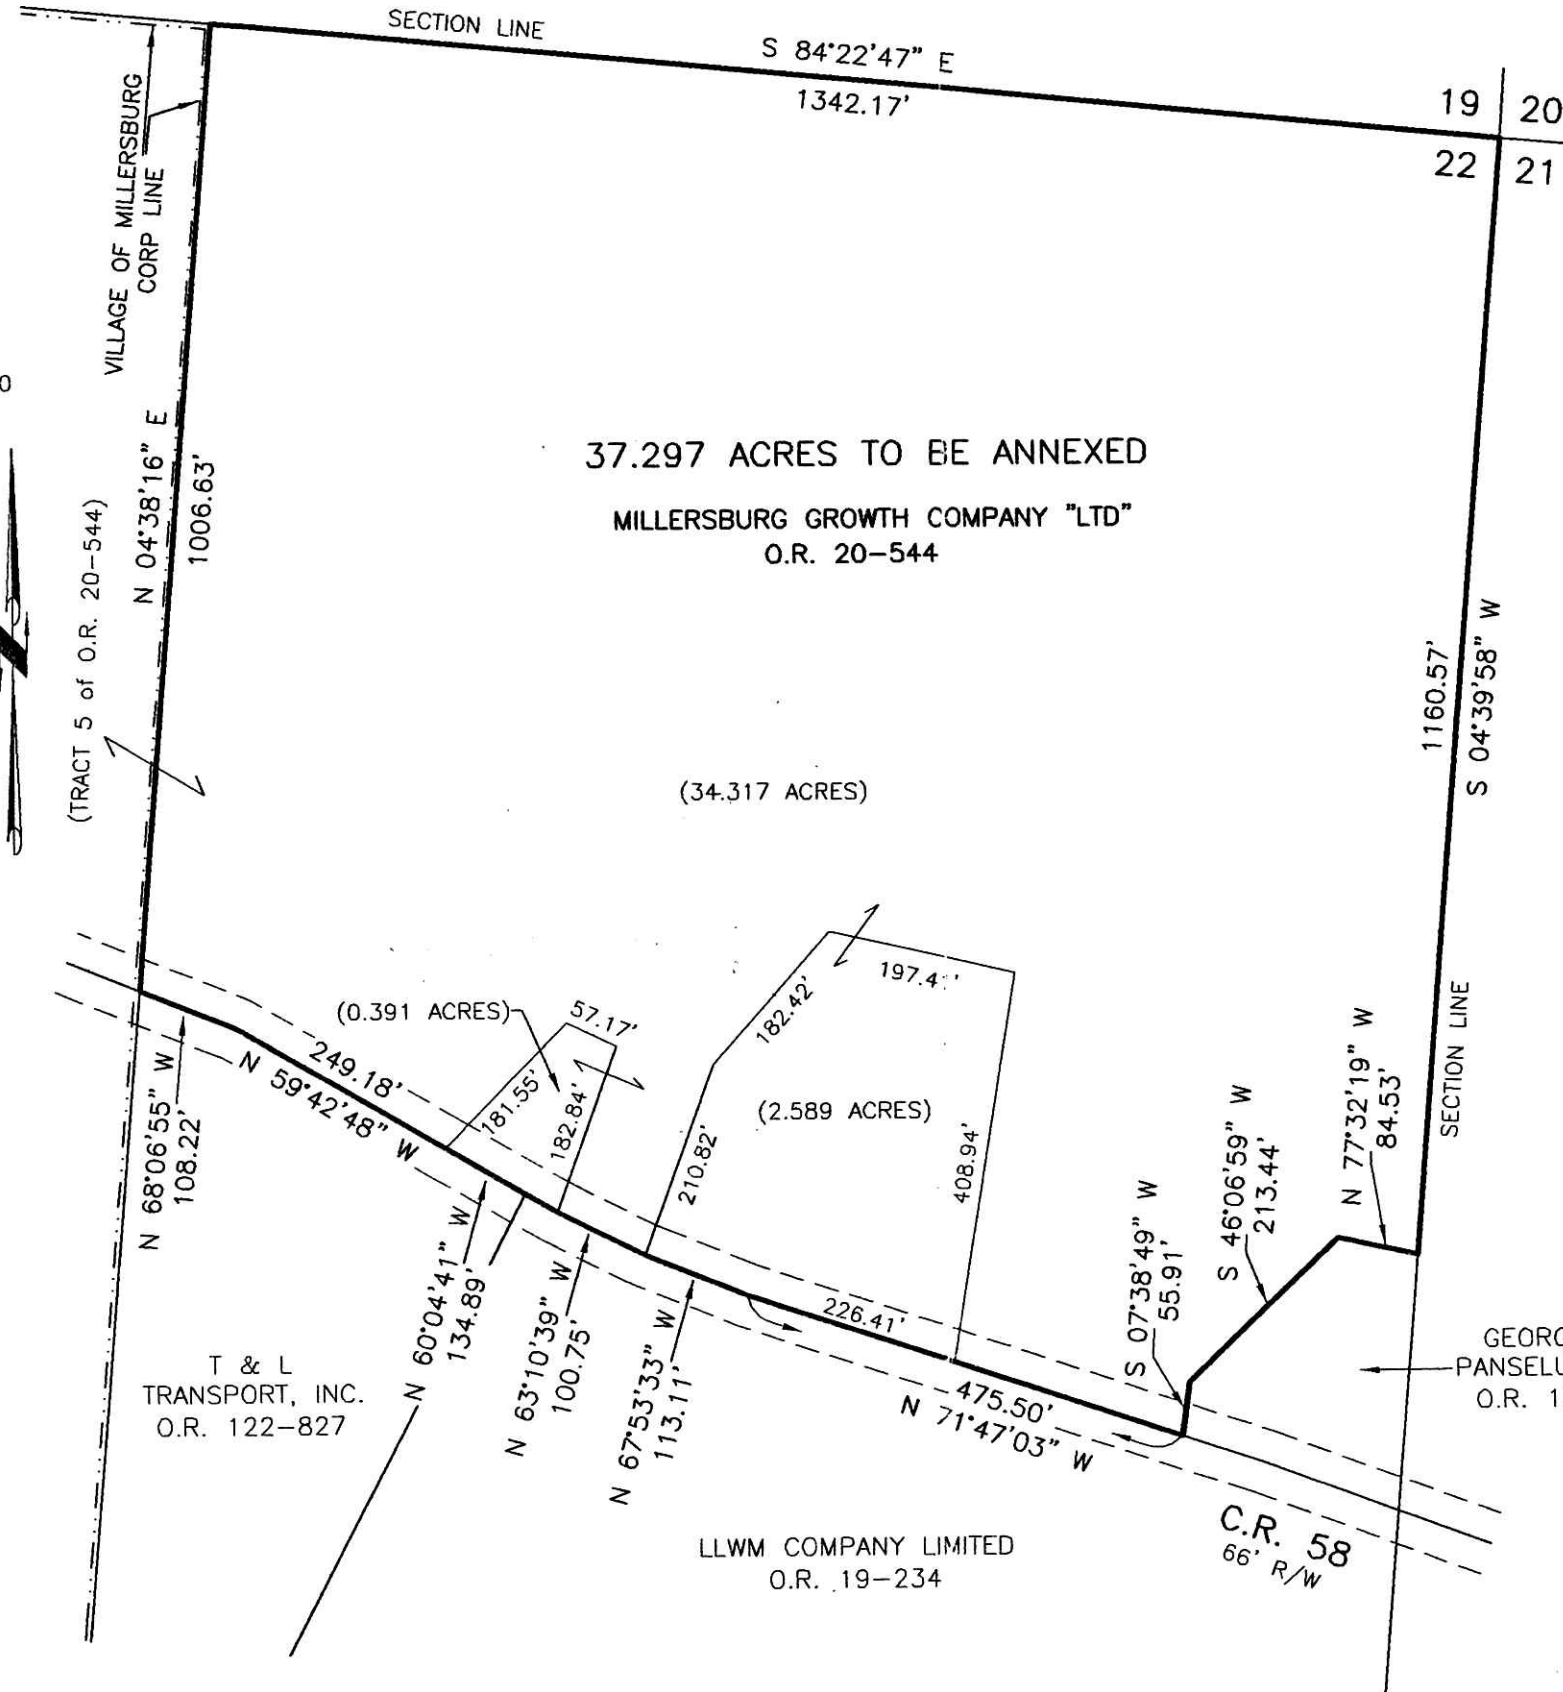 SECTION LINE
S 84°22'47" E
1342.17'
19
20
22
21
VILLAGE OF MILLERSBURG
CORP LINE
N 04°38'16" E
1006.63'
(TRACT 5 of O.R. 20-544)
37.297 ACRES TO BE ANNEXED
MILLERSBURG GROWTH COMPANY "LTD"
O.R. 20-544
1160.57'
S 04°39'58" W
(34.317 ACRES)
SECTION LINE
(0.391 ACRES)
57.17'
181.55'
182.84'
197.41'
182.42'
(2.589 ACRES)
210.82'
408.94'
249.18'
N 59°42'48" W
N 68°06'55" W
108.22'
N 60°04'41" W
134.89'
N 63°10'39" W
100.75'
N 67°53'33" W
113.11'
226.41'
475.50'
N 71°47'03" W
S 07°38'49" W
55.91'
S 46°06'59" W
213.44'
N 77°32'19" W
84.53'
T & L
TRANSPORT, INC.
O.R. 122-827
LLWM COMPANY LIMITED
O.R. 19-234
C.R. 58
66' R/W
GEORG
PANSELU
O.R. 1